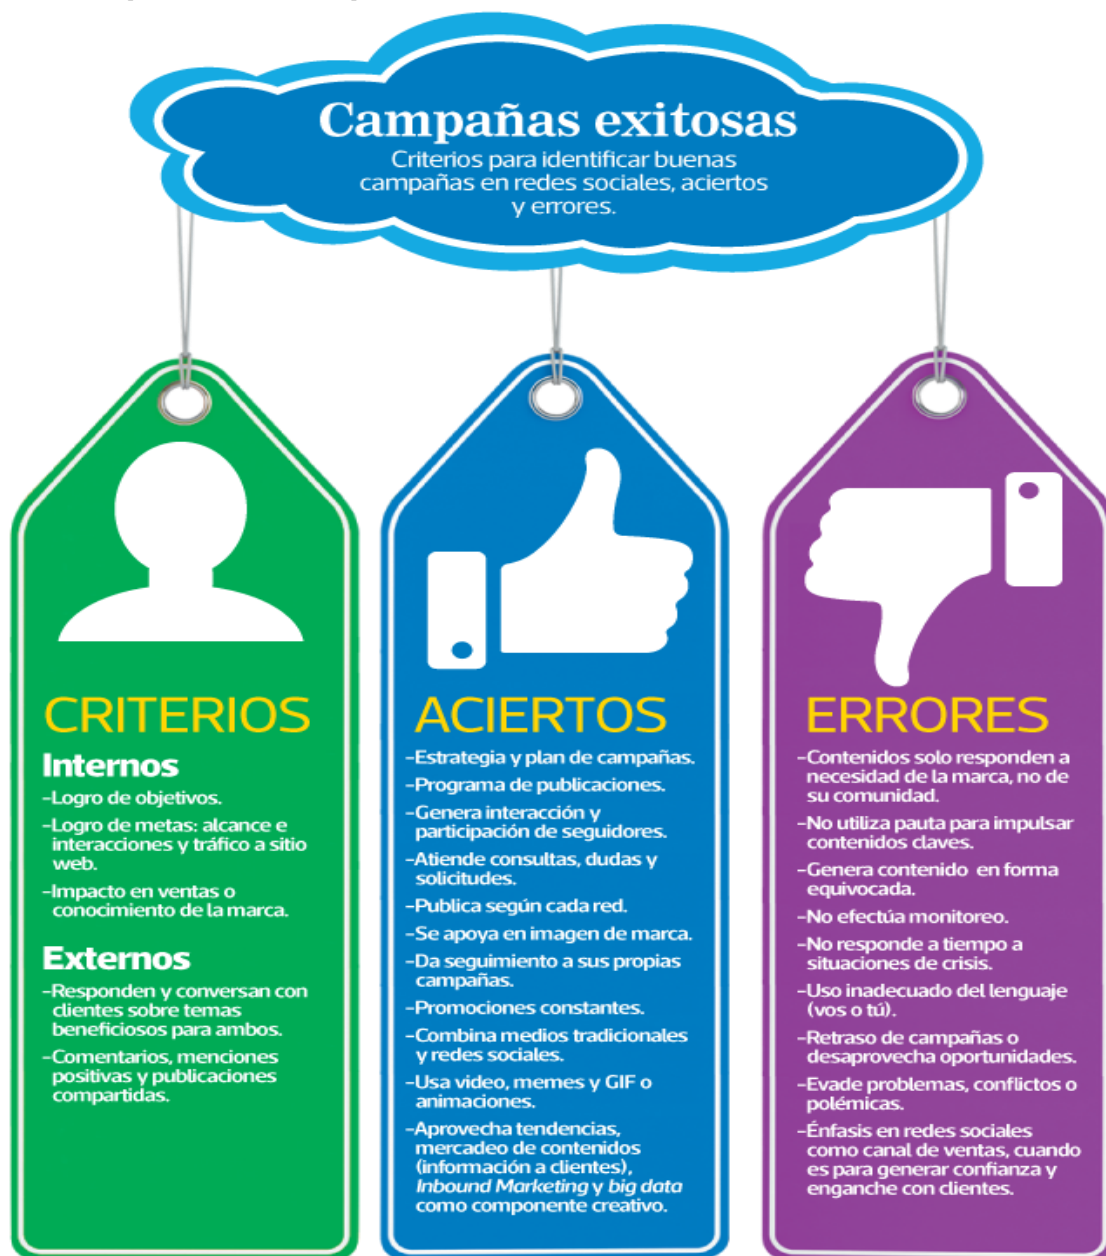 Campañas exitosas
Criterios para identificar buenas
campañas en redes sociales, aciertos
y errores.
CRITERIOS
Internos
-Logro de objetivos.
-Logro de metas: alcance e
interacciones y tráfico a sitio
web.
-Impacto en ventas o
conocimiento de la marca.
Externos
-Responden y conversan con
clientes sobre temas
beneficiosos para ambos.
-Comentarios, menciones
positivas y publicaciones
compartidas.
ACIERTOS
-Estrategia y plan de campañas.
-Programa de publicaciones.
-Genera interacción y
participación de seguidores.
-Atiende consultas, dudas y
solicitudes.
-Publica según cada red.
-Se apoya en imagen de marca.
-Da seguimiento a sus propias
campañas.
-Promociones constantes.
-Combina medios tradicionales
y redes sociales.
-Usa video, memes y GIF o
animaciones.
-Aprovecha tendencias,
mercadeo de contenidos
(información a clientes),
Inbound Marketing y big data
como componente creativo.
ERRORES
-Contenidos solo responden a
necesidad de la marca, no de
su comunidad.
-No utiliza pauta para impulsar
contenidos claves.
-Genera contenido en forma
equivocada.
-No efectúa monitoreo.
-No responde a tiempo a
situaciones de crisis.
-Uso inadecuado del lenguaje
(vos o tú).
-Retraso de campañas o
desaprovecha oportunidades.
-Evade problemas, conflictos o
polémicas.
-Énfasis en redes sociales
como canal de ventas, cuando
es para generar confianza y
enganche con clientes.